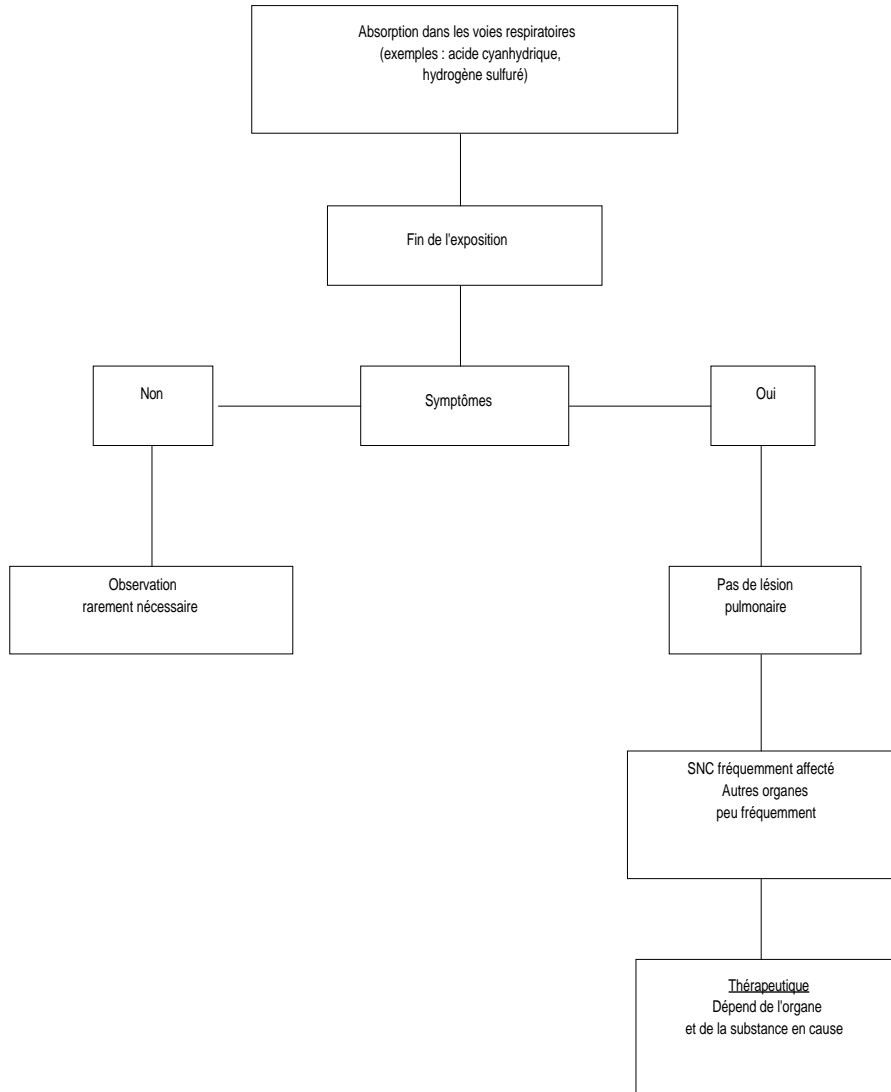 Absorption dans les voies respiratoires
(exemples : acide cyanhydrique,
hydrogène sulfuré)
Fin de l'exposition
Non
Symptômes
Oui
Observation
rarement nécessaire
Pas de lésion
pulmonaire
SNC fréquemment affecté
Autres organes
peu fréquemment
Thérapeutique
Dépend de l'organe
et de la substance en cause